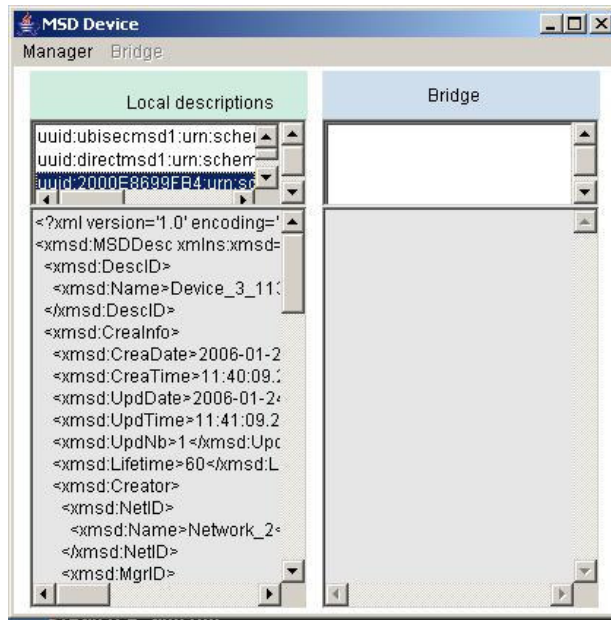 MSD Device
Manager Bridge
Local descriptions
Bridge
uuid:ubisecmsd1:urn:schei
uuid:directmsd1:urn:schem
uuid:2000E8699FB4:urn:sc
<?xml version='1.0' encoding='
<xmsd:MSDDesc xmlns:xmsd=
<xmsd:DescID>
<xmsd:Name>Device_3_11
</xmsd:DescID>
<xmsd:CreaInfo>
<xmsd:CreaDate>2006-01-2
<xmsd:CreaTime>11:40:09.2
<xmsd:UpdDate>2006-01-24
<xmsd:UpdTime>11:41:09.2
<xmsd:UpdNb>1</xmsd:Upd
<xmsd:Lifetime>60</xmsd:L
<xmsd:Creator>
<xmsd:NetID>
<xmsd:Name>Network_2<
</xmsd:NetID>
<xmsd:MgrID>